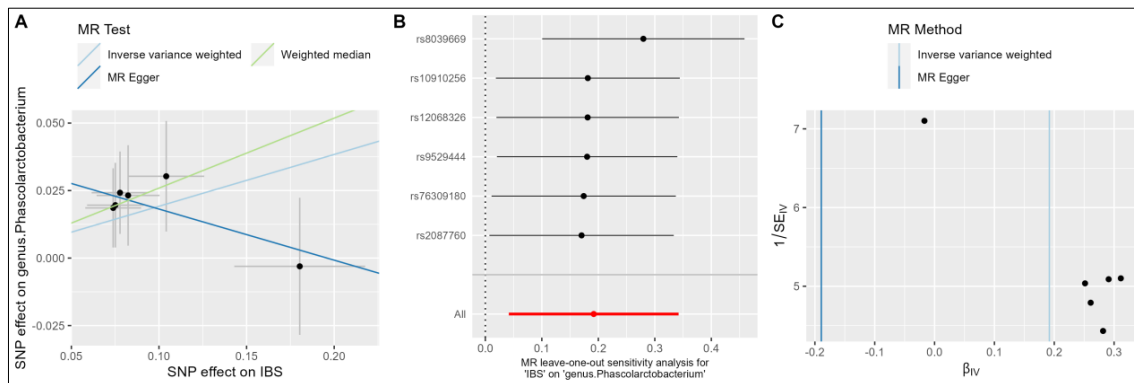 A
MR Test
Inverse variance weighted
Weighted median
MR Egger
SNP effect on genus.Phascolarctobacterium
0.050
0.025
0.000
-0.025
0.05
0.10
0.15
0.20
SNP effect on IBS
B
rs8039669
rs10910256
rs12068326
rs9529444
rs76309180
rs2087760
All
0.0
0.1
0.2
0.3
0.4
MR leave-one-out sensitivity analysis for
'IBS' on 'genus.Phascolarctobacterium'
C
MR Method
Inverse variance weighted
MR Egger
1/SE_IV
7
6
5
-0.2
-0.1
0.0
0.1
0.2
0.3
β_IV